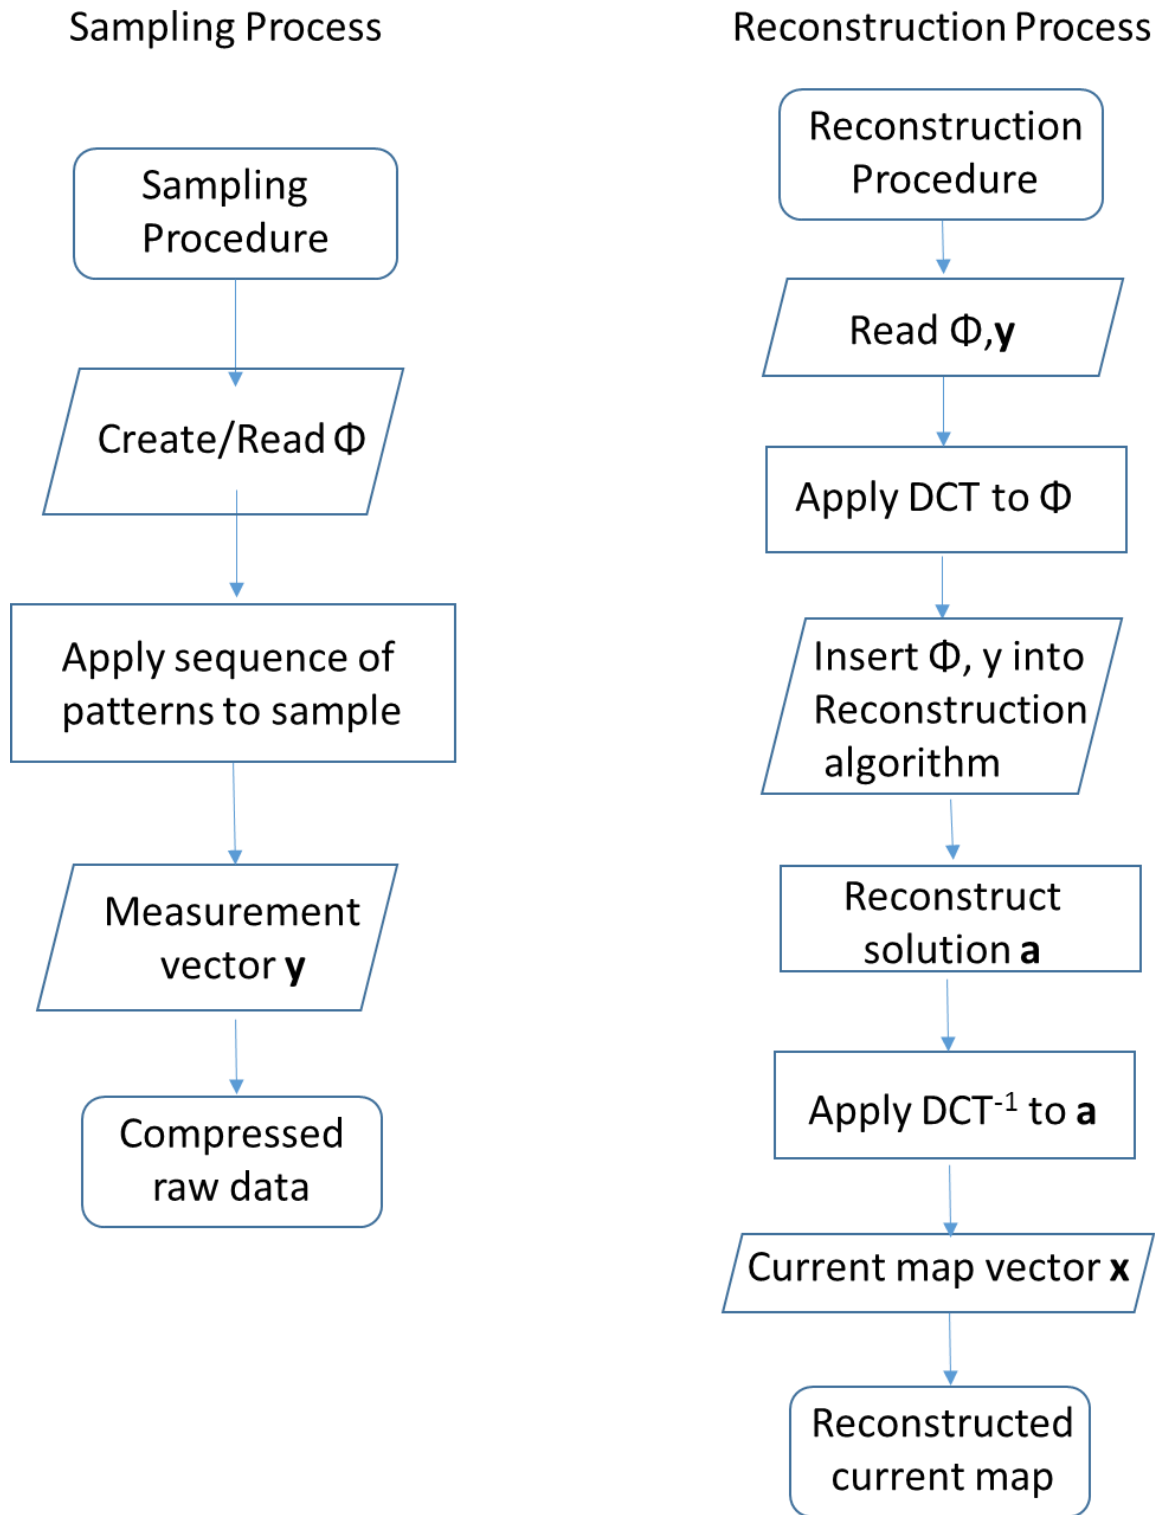 Sampling Process
Sampling
Procedure
Create/Read Φ
Apply sequence of
patterns to sample
Measurement
vector y
Compressed
raw data
Reconstruction Process
Reconstruction
Procedure
Read Φ,y
Apply DCT to Φ
Insert Φ, y into
Reconstruction
algorithm
Reconstruct
solution a
Apply DCT⁻¹ to a
Current map vector x
Reconstructed
current map